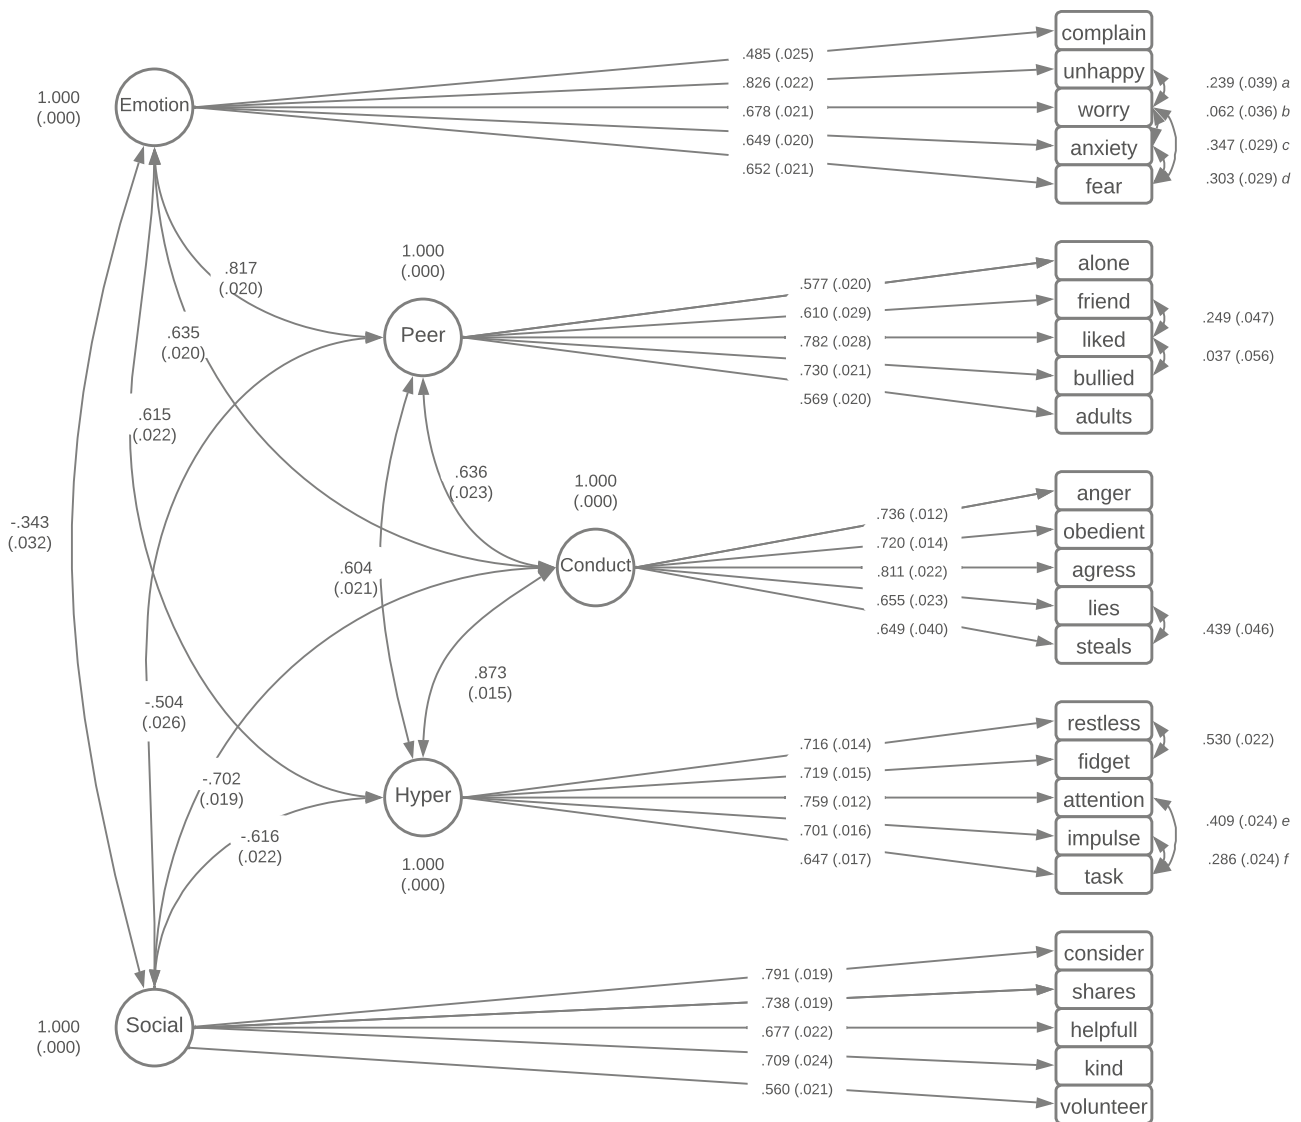 complain
.485 (.025)
unhappy
.826 (.022)
.239 (.039) a
1.000
(.000)
Emotion
.678 (.021)
worry
.062 (.036) b
.649 (.020)
anxiety
.347 (.029) c
.652 (.021)
fear
.303 (.029) d
1.000
(.000)
.817
(.020)
alone
.577 (.020)
friend
.610 (.029)
.249 (.047)
.635
(.020)
Peer
.782 (.028)
liked
.037 (.056)
.730 (.021)
bullied
.569 (.020)
adults
.615
(.022)
.636
(.023)
1.000
(.000)
anger
.736 (.012)
obedient
.720 (.014)
-.343
(.032)
.604
(.021)
Conduct
.811 (.022)
agress
.655 (.023)
lies
.439 (.046)
.649 (.040)
steals
.873
(.015)
-.504
(.026)
restless
.716 (.014)
.530 (.022)
fidget
.719 (.015)
-.702
(.019)
Hyper
.759 (.012)
attention
.409 (.024) e
.701 (.016)
impulse
.286 (.024) f
.647 (.017)
task
-.616
(.022)
1.000
(.000)
consider
.791 (.019)
shares
.738 (.019)
1.000
(.000)
Social
.677 (.022)
helpfull
.709 (.024)
kind
.560 (.021)
volunteer